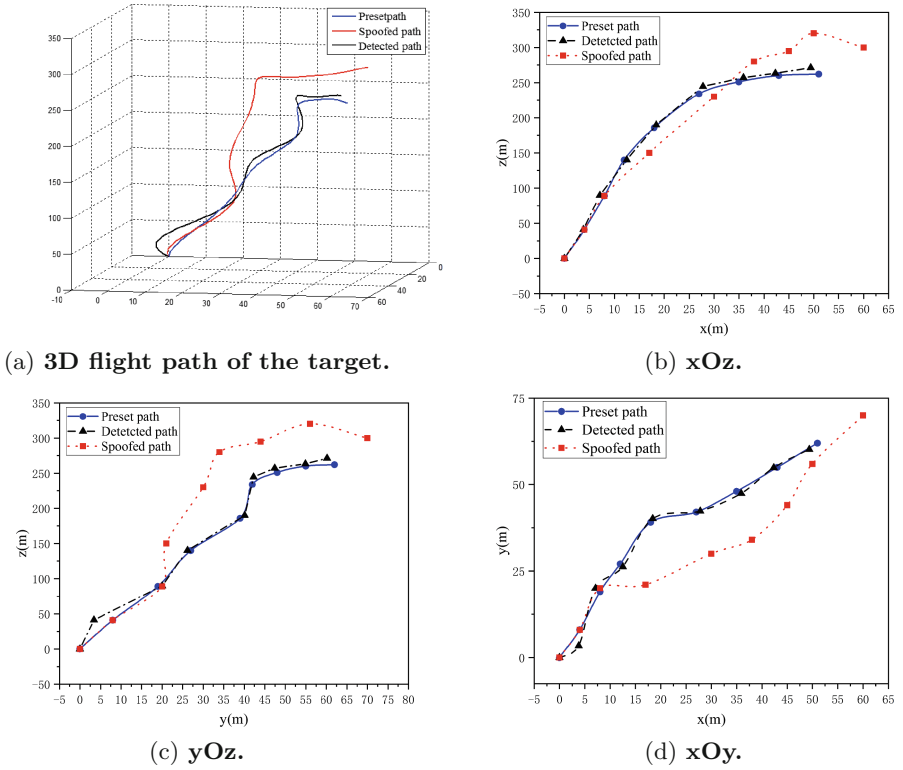 Presetpath
Spoofed path
Detected path
350
300
250
200
150
100
50
0
-10 0 10 20 30 40 50 60 70
60 40 20 0
(a) 3D flight path of the target.
Preset path
Detetcted path
Spoofed path
350
300
250
200
150
100
50
0
-50
z(m)
-5 0 5 10 15 20 25 30 35 40 45 50 55 60 65
x(m)
(b) xOz.
Preset path
Detetcted path
Spoofed path
350
300
250
200
150
100
50
0
-50
z(m)
-5 0 5 10 15 20 25 30 35 40 45 50 55 60 65 70 75 80
y(m)
(c) yOz.
Preset path
Detected path
Spoofed path
75
50
25
0
y(m)
-5 0 5 10 15 20 25 30 35 40 45 50 55 60 65
x(m)
(d) xOy.